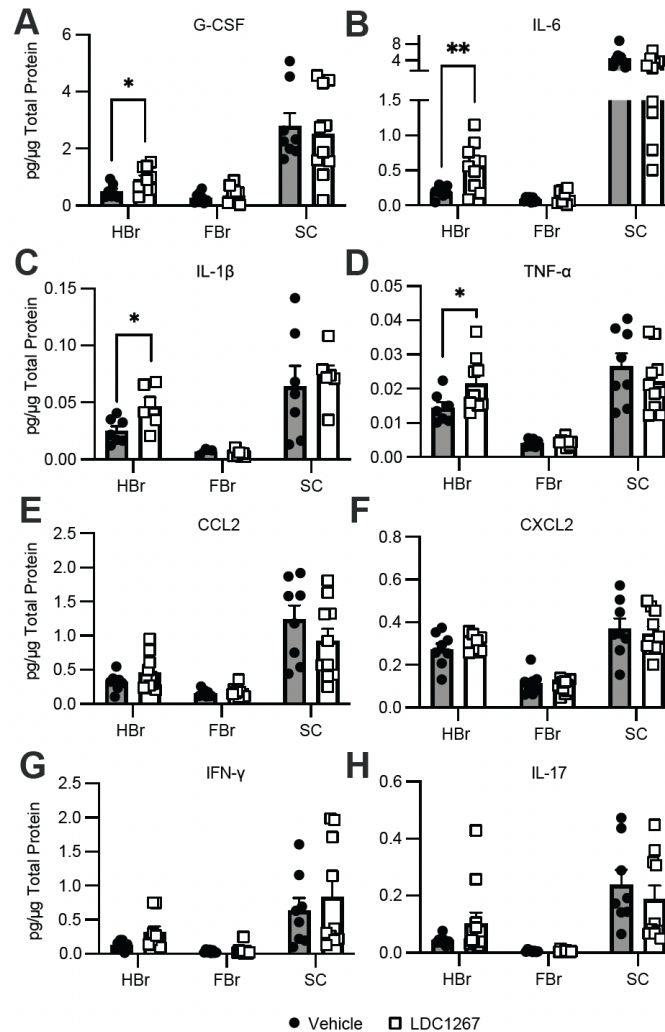 A
G-CSF
pg/μg Total Protein
6
4
2
0
*
HBr
FBr
SC
B
IL-6
8
4
1.5
1.0
0.5
0.0
**
HBr
FBr
SC
C
IL-1β
pg/μg Total Protein
0.15
0.10
0.05
0.00
*
HBr
FBr
SC
D
TNF-α
0.05
0.04
0.03
0.02
0.01
0.00
*
HBr
FBr
SC
E
CCL2
pg/μg Total Protein
2.5
2.0
1.5
1.0
0.5
0.0
HBr
FBr
SC
F
CXCL2
0.8
0.6
0.4
0.2
0.0
HBr
FBr
SC
G
IFN-γ
pg/μg Total Protein
2.5
2.0
1.5
1.0
0.5
0.0
HBr
FBr
SC
H
IL-17
0.6
0.4
0.2
0.0
HBr
FBr
SC
Vehicle LDC1267